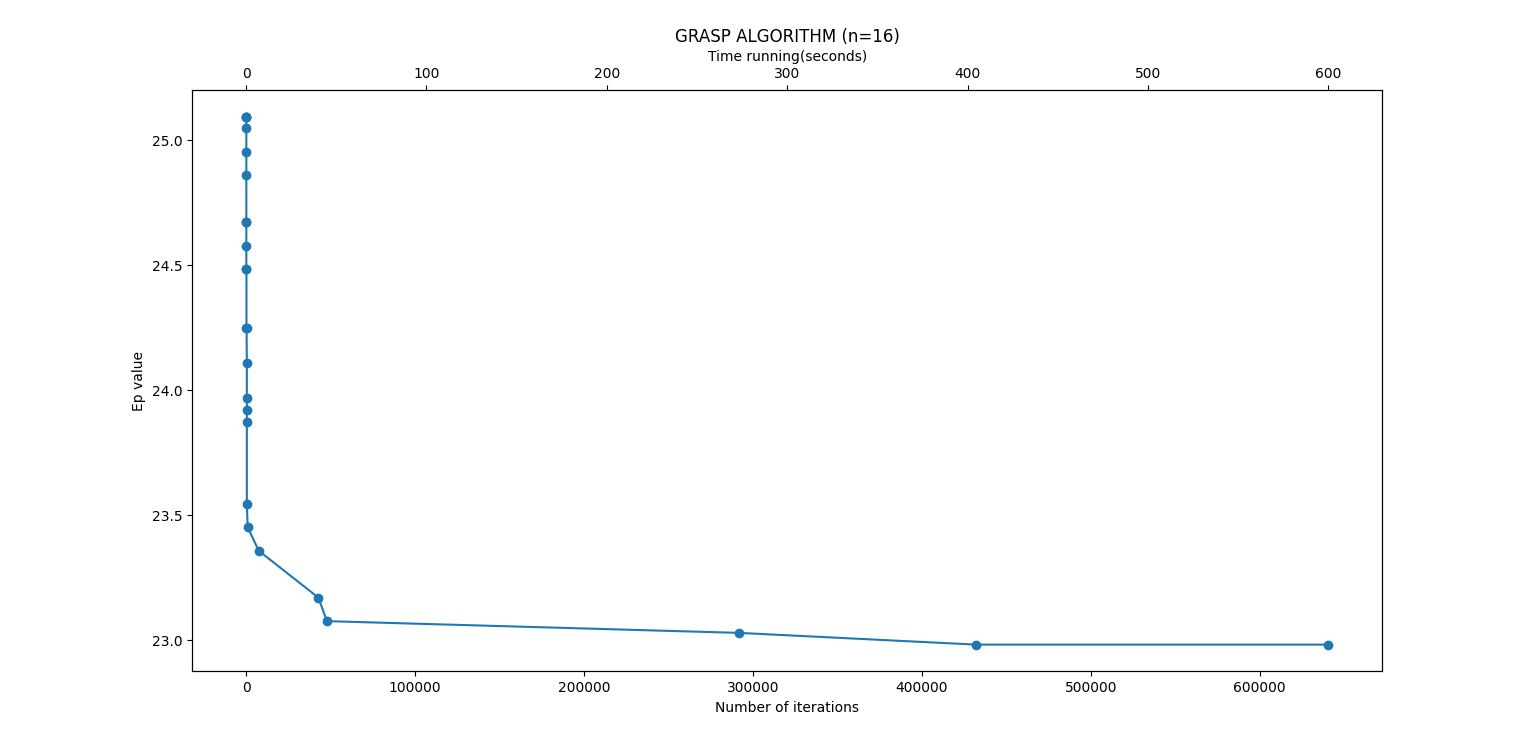 GRASP ALGORITHM (n=16)
Time running(seconds)
0 100 200 300 400 500 600
25.0
24.5
24.0
23.5
23.0
Ep value
0 100000 200000 300000 400000 500000 600000
Number of iterations